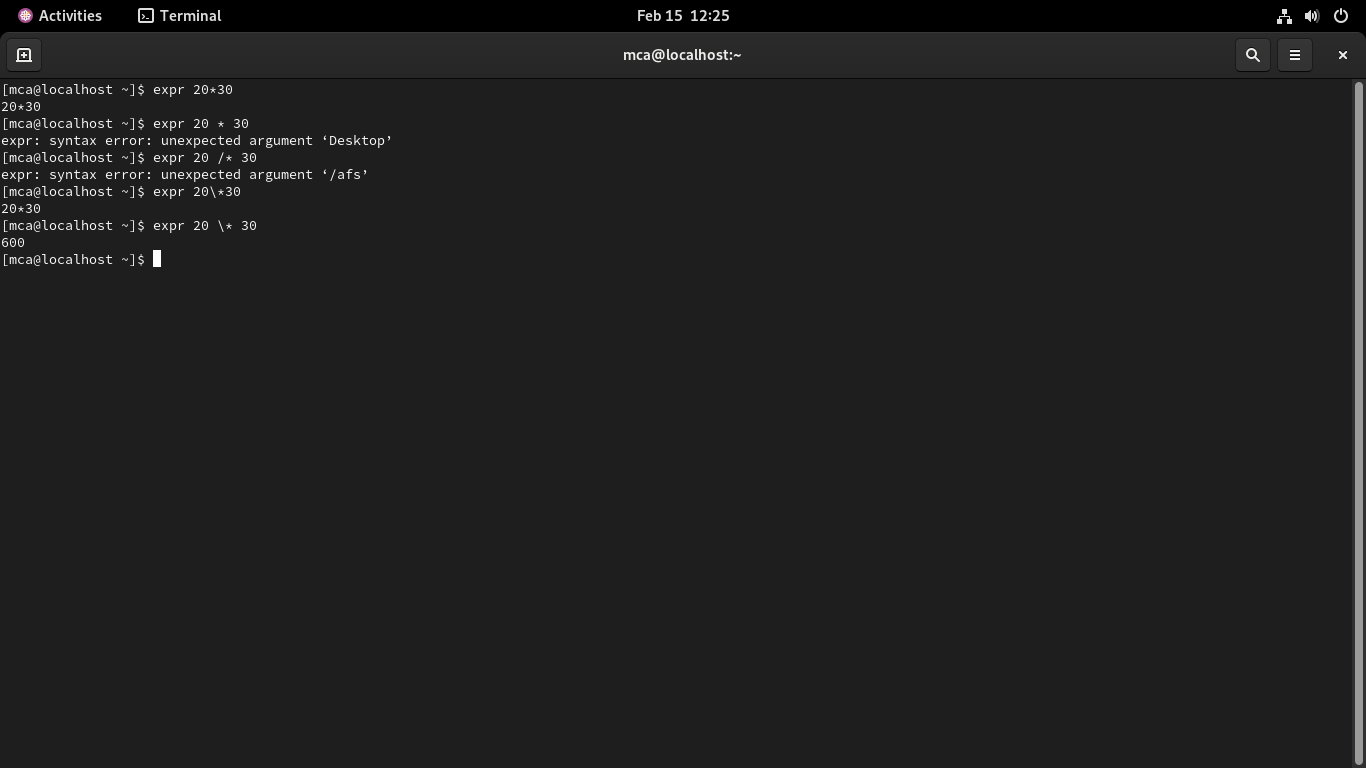 Activities Terminal Feb 15 12:25
mca@localhost:~
[mca@localhost ~]$ expr 20*30
20*30
[mca@localhost ~]$ expr 20 * 30
expr: syntax error: unexpected argument ‘Desktop’
[mca@localhost ~]$ expr 20 /* 30
expr: syntax error: unexpected argument ‘/afs’
[mca@localhost ~]$ expr 20\*30
20*30
[mca@localhost ~]$ expr 20 \* 30
600
[mca@localhost ~]$